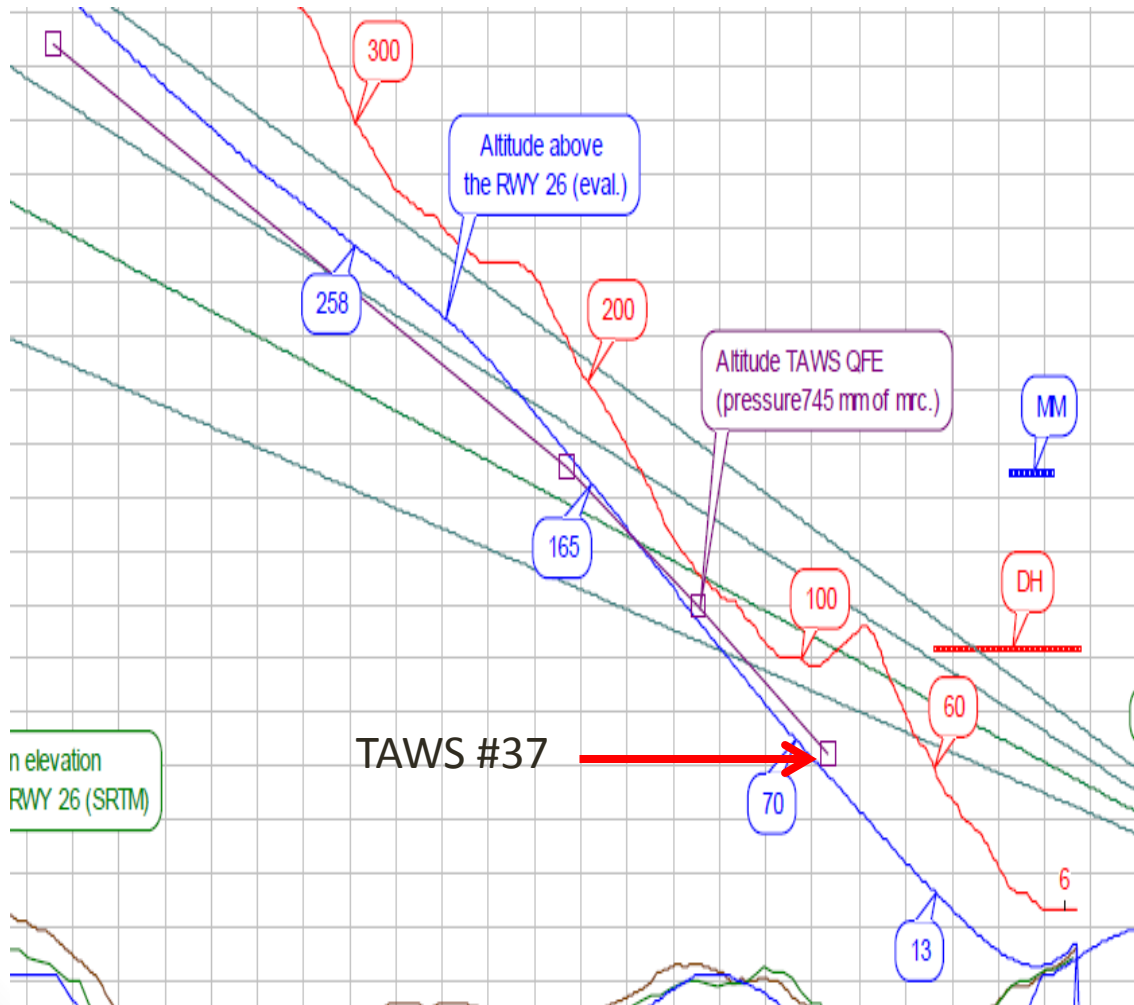 300
Altitude above
the RWY 26 (eval.)
258
200
Altitude TAWS QFE
(pressure745 mm of mrc.)
MM
165
DH
100
60
TAWS #37
n elevation
RWY 26 (SRTM)
70
6
13